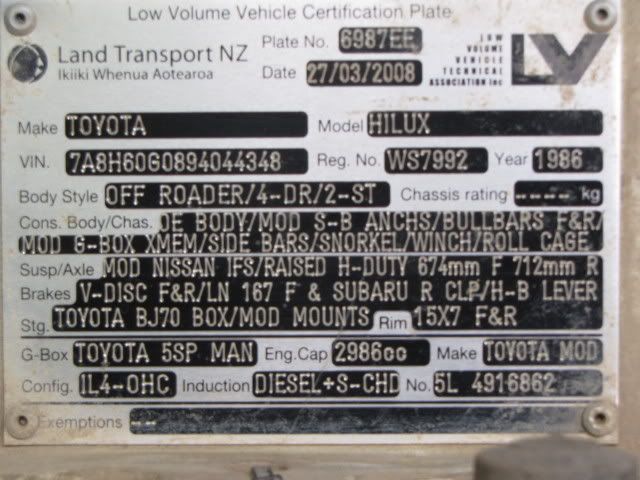 Low Volume Vehicle Certification Plate
Land Transport NZ
Ikiiki Whenua Aotearoa
Plate No. 6987EE
Date 27/03/2008
LOW
VOLUME
VEHICLE
TECHNICAL
ASSOCIATION Inc
LV
Make TOYOTA Model HILUX
VIN. 7A8H60G0894044348 Reg. No. WS7992 Year 1986
Body Style OFF ROADER/4-DR/2-ST Chassis rating ---- kg
Cons. Body/Chas. OE BODY/MOD S-B ANCHS/BULLBARS F&R/
MOD G-BOX XMEM/SIDE BARS/SNORKEL/WINCH/ROLL CAGE
Susp/Axle MOD NISSAN IFS/RAISED H-DUTY 674mm F 712mm R
Brakes V-DISC F&R/LN 167 F & SUBARU R CLP/H-B LEVER
Stg. TOYOTA BJ70 BOX/MOD MOUNTS Rim 15X7 F&R
G-Box TOYOTA 5SP MAN Eng.Cap 2986cc Make TOYOTA MOD
Config. IL4-OHC Induction DIESEL+S-CHD No. 5L 4916862
Exemptions --